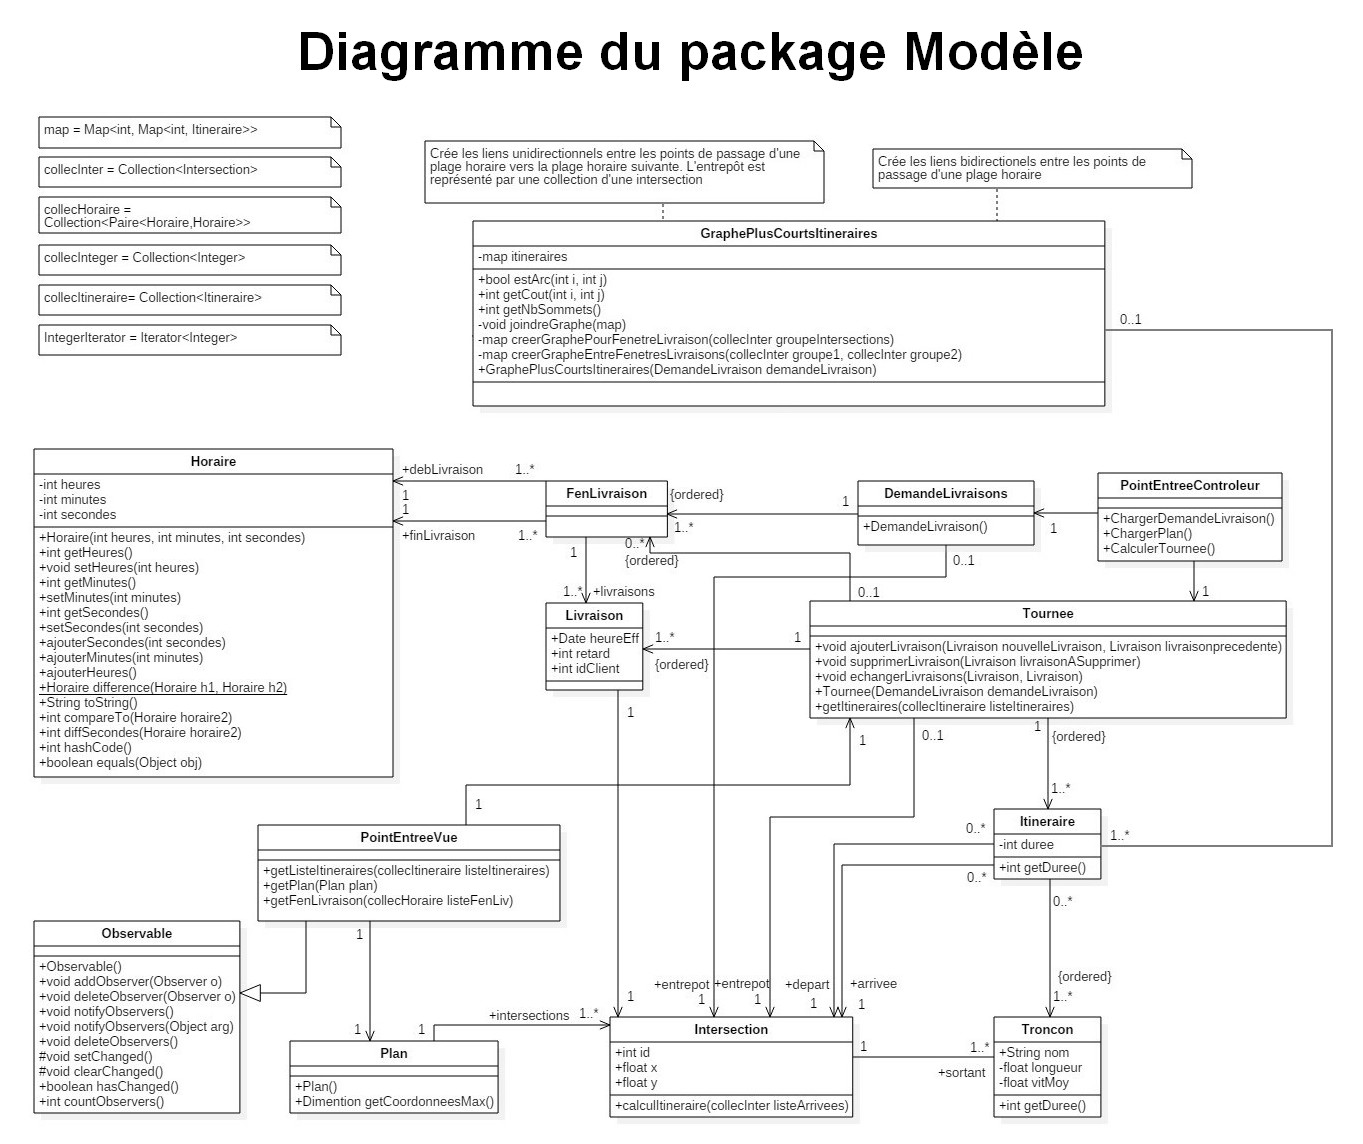 Diagramme du package Modèle
map = Map<int, Map<int, Itineraire>>
collecInter = Collection<Intersection>
collecHoraire =
Collection<Paire<Horaire,Horaire>>
collecInteger = Collection<Integer>
collecItineraire= Collection<Itineraire>
IntegerIterator = Iterator<Integer>
Crée les liens unidirectionnels entre les points de passage d'une
plage horaire vers la plage horaire suivante. L'entrepôt est
représenté par une collection d'une intersection
Crée les liens bidirectionels entre les points de
passage d'une plage horaire
GraphePlusCourtsItineraires
-map itineraires
+bool estArc(int i, int j)
+int getCout(int i, int j)
+int getNbSommets()
-void joindreGraphe(map)
-map creerGraphePourFenetreLivraison(collecInter groupeIntersections)
-map creerGrapheEntreFenetresLivraisons(collecInter groupe1, collecInter groupe2)
+GraphePlusCourtsItineraires(DemandeLivraison demandeLivraison)
0..1
Horaire
-int heures
-int minutes
-int secondes
+Horaire(int heures, int minutes, int secondes)
+int getHeures()
+void setHeures(int heures)
+int getMinutes()
+setMinutes(int minutes)
+int getSecondes()
+setSecondes(int secondes)
+ajouterSecondes(int secondes)
+ajouterMinutes(int minutes)
+ajouterHeures()
+Horaire difference(Horaire h1, Horaire h2)
+String toString()
+int compareTo(Horaire horaire2)
+int diffSecondes(Horaire horaire2)
+int hashCode()
+boolean equals(Object obj)
+debLivraison
1..*
1
1
+finLivraison
1..*
FenLivraison
{ordered}
1
1..*
0..*
{ordered}
1
1..*
+livraisons
DemandeLivraisons
+DemandeLivraison()
1
0..1
PointEntreeControleur
+ChargerDemandeLivraison()
+ChargerPlan()
+CalculerTournee()
1
Livraison
+Date heureEff
+int retard
+int idClient
1..*
{ordered}
1
0..1
1
Tournee
+void ajouterLivraison(Livraison nouvelleLivraison, Livraison livraisonprecedente)
+void supprimerLivraison(Livraison livraisonASupprimer)
+void echangerLivraisons(Livraison, Livraison)
+Tournee(DemandeLivraison demandeLivraison)
+getItineraires(collecItineraire listeItineraires)
1
0..1
1
{ordered}
1..*
1
PointEntreeVue
+getListeItineraires(collecItineraire listeItineraires)
+getPlan(Plan plan)
+getFenLivraison(collecHoraire listeFenLiv)
0..*
Itineraire
-int duree
+int getDuree()
1..*
0..*
0..*
1
1
Observable
+Observable()
+void addObserver(Observer o)
+void deleteObserver(Observer o)
+void notifyObservers()
+void notifyObservers(Object arg)
+void deleteObservers()
#void setChanged()
#void clearChanged()
+boolean hasChanged()
+int countObservers()
Plan
+Plan()
+Dimention getCoordonneesMax()
1
+intersections
1..*
1
+entrepot
1
+entrepot
1
+depart
1
+arrivee
1
{ordered}
1..*
Intersection
+int id
+float x
+float y
+calculItineraire(collecInter listeArrivees)
1
1..*
+sortant
Troncon
+String nom
-float longueur
-float vitMoy
+int getDuree()